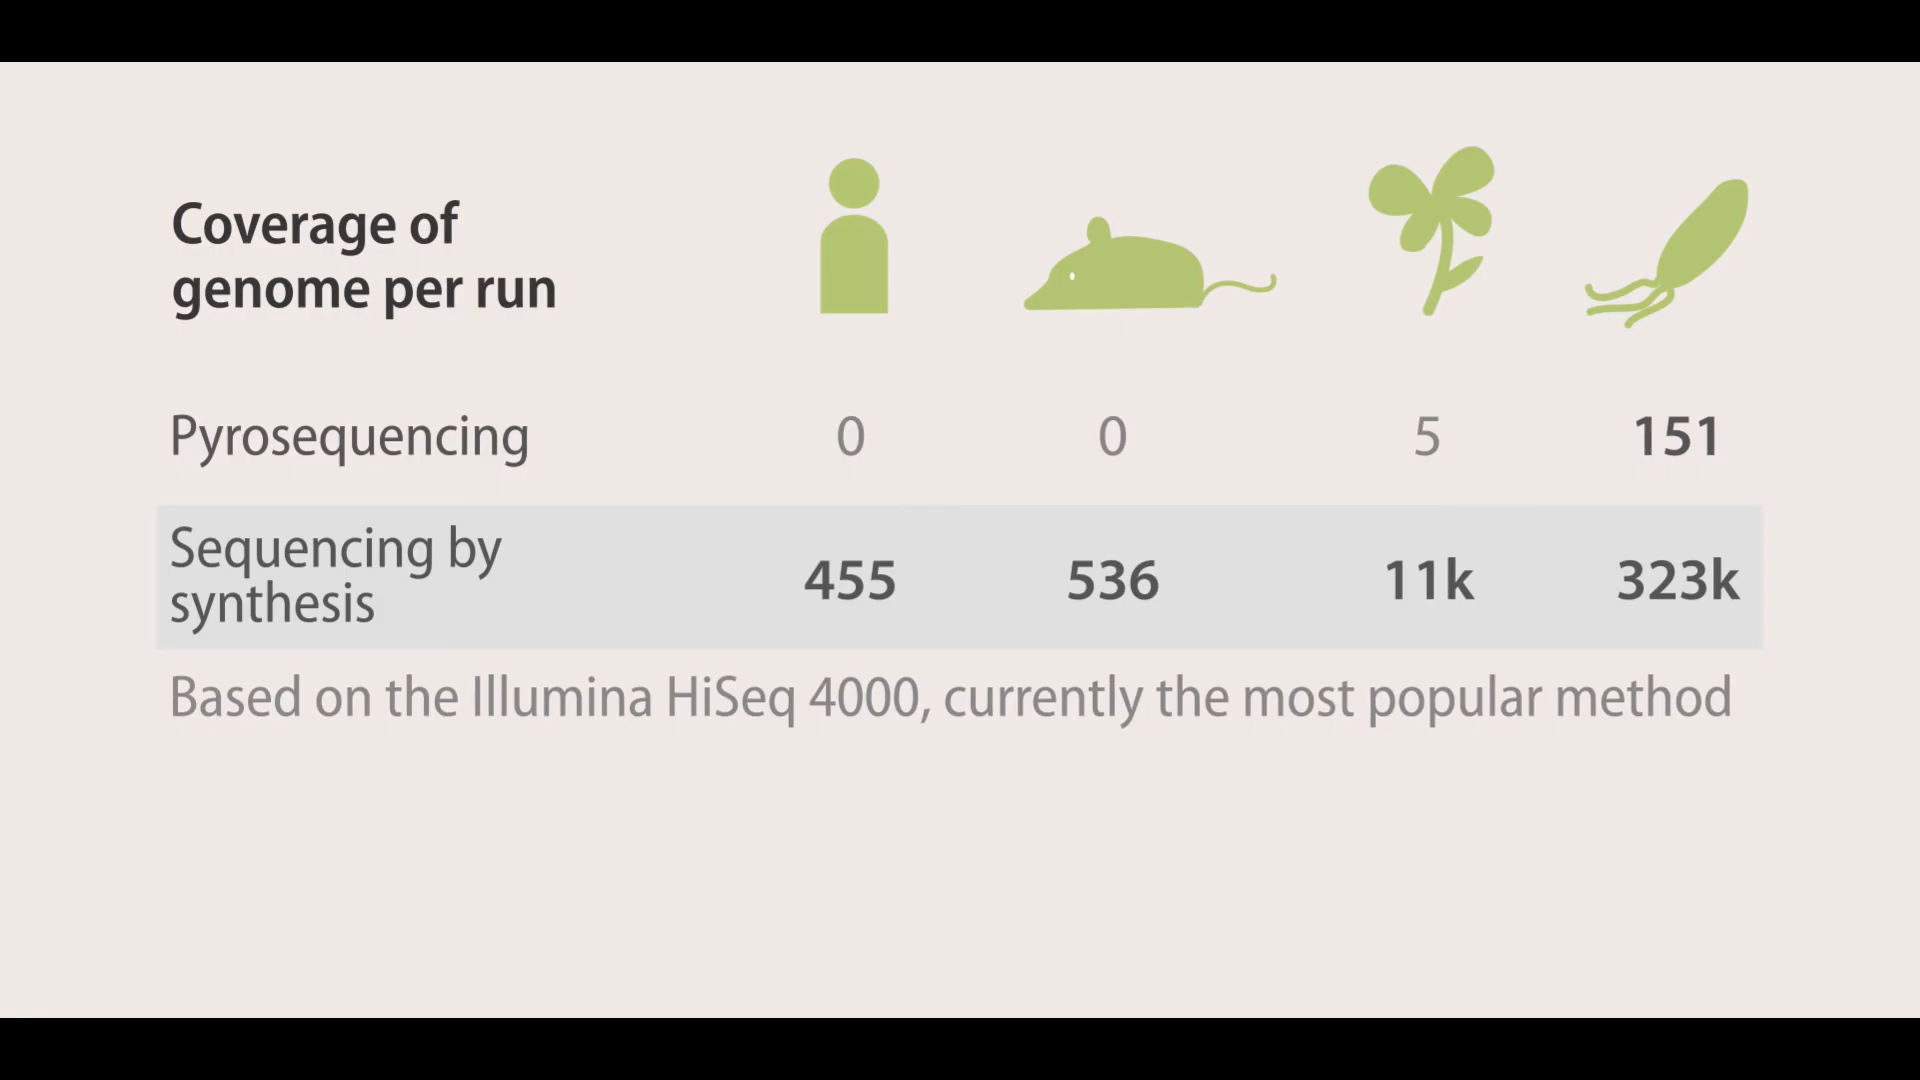 Coverage of
genome per run
Pyrosequencing 0 0 5 151
Sequencing by
synthesis 455 536 11k 323k
Based on the Illumina HiSeq 4000, currently the most popular method